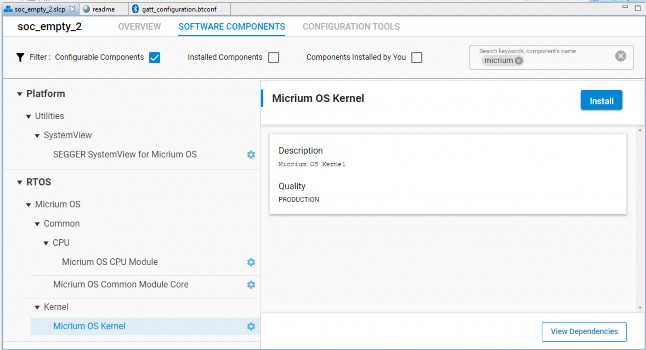 soc_empty_2.slcp
readme
gatt_configuration.btconf
soc_empty_2
OVERVIEW
SOFTWARE COMPONENTS
CONFIGURATION TOOLS
Filter :
Configurable Components
Installed Components
Components Installed by You
Search keywords, component's name
micrium
Platform
Utilities
SystemView
SEGGER SystemView for Micrium OS
RTOS
Micrium OS
Common
CPU
Micrium OS CPU Module
Micrium OS Common Module Core
Kernel
Micrium OS Kernel
Micrium OS Kernel
Install
Description
Micrium OS Kernel
Quality
PRODUCTION
View Dependencies